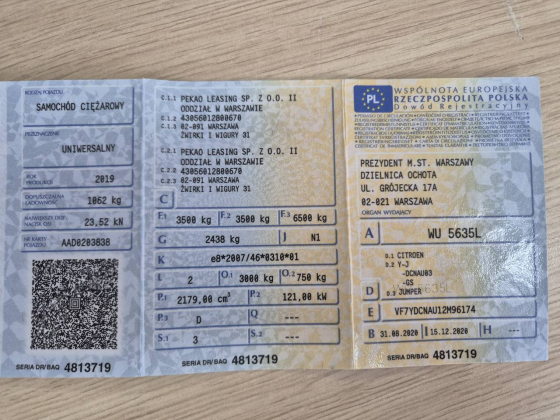 RODZAJ POJAZDU
SAMOCHÓD CIĘŻAROWY
PRZEZNACZENIE
UNIWERSALNY
ROK PRODUKCJI
2019
DOPUSZCZALNA ŁADOWNOŚĆ
1062 kg
NAJWIĘKSZY DOP. NACISK OSI
23,52 kN
NR KARTY POJAZDU
AAD0203838
SERIA DR/BAQ 4813719
C.1.1 PEKAO LEASING SP. Z O.O. II
ODDZIAŁ W WARSZAWIE
C.1.2 43056012800670
C.1.3 02-091 WARSZAWA
ŻWIRKI I WIGURY 31
C.2.1 PEKAO LEASING SP. Z O.O. II
ODDZIAŁ W WARSZAWIE
C.2.2 43056012800670
C.2.3 02-091 WARSZAWA
ŻWIRKI I WIGURY 31
C
F.1 3500 kg F.2 3500 kg F.3 6500 kg
G 2438 kg J N1
K e8*2007/46*0310*01
L 2 O.1 3000 kg O.2 750 kg
P.1 2179,00 cm³ P.2 121,00 kW
P.3 D Q ---
S.1 3 S.2 ---
SERIA DR/BAQ 4813719
PL
WSPÓLNOTA EUROPEJSKA
RZECZPOSPOLITA POLSKA
Dowód Rejestracyjny
PREZYDENT M.ST. WARSZAWY
DZIELNICA OCHOTA
UL. GRÓJECKA 17A
02-021 WARSZAWA
ORGAN WYDAJĄCY
A WU 5635L
D.1 CITROEN
D.2 Y-J
-DCNAU03
-GS
D D.3 JUMPER
E VF7YDCNAU12M96174
B 31.08.2020 I 15.12.2020 H ---
SERIA DR/BAQ 4813719